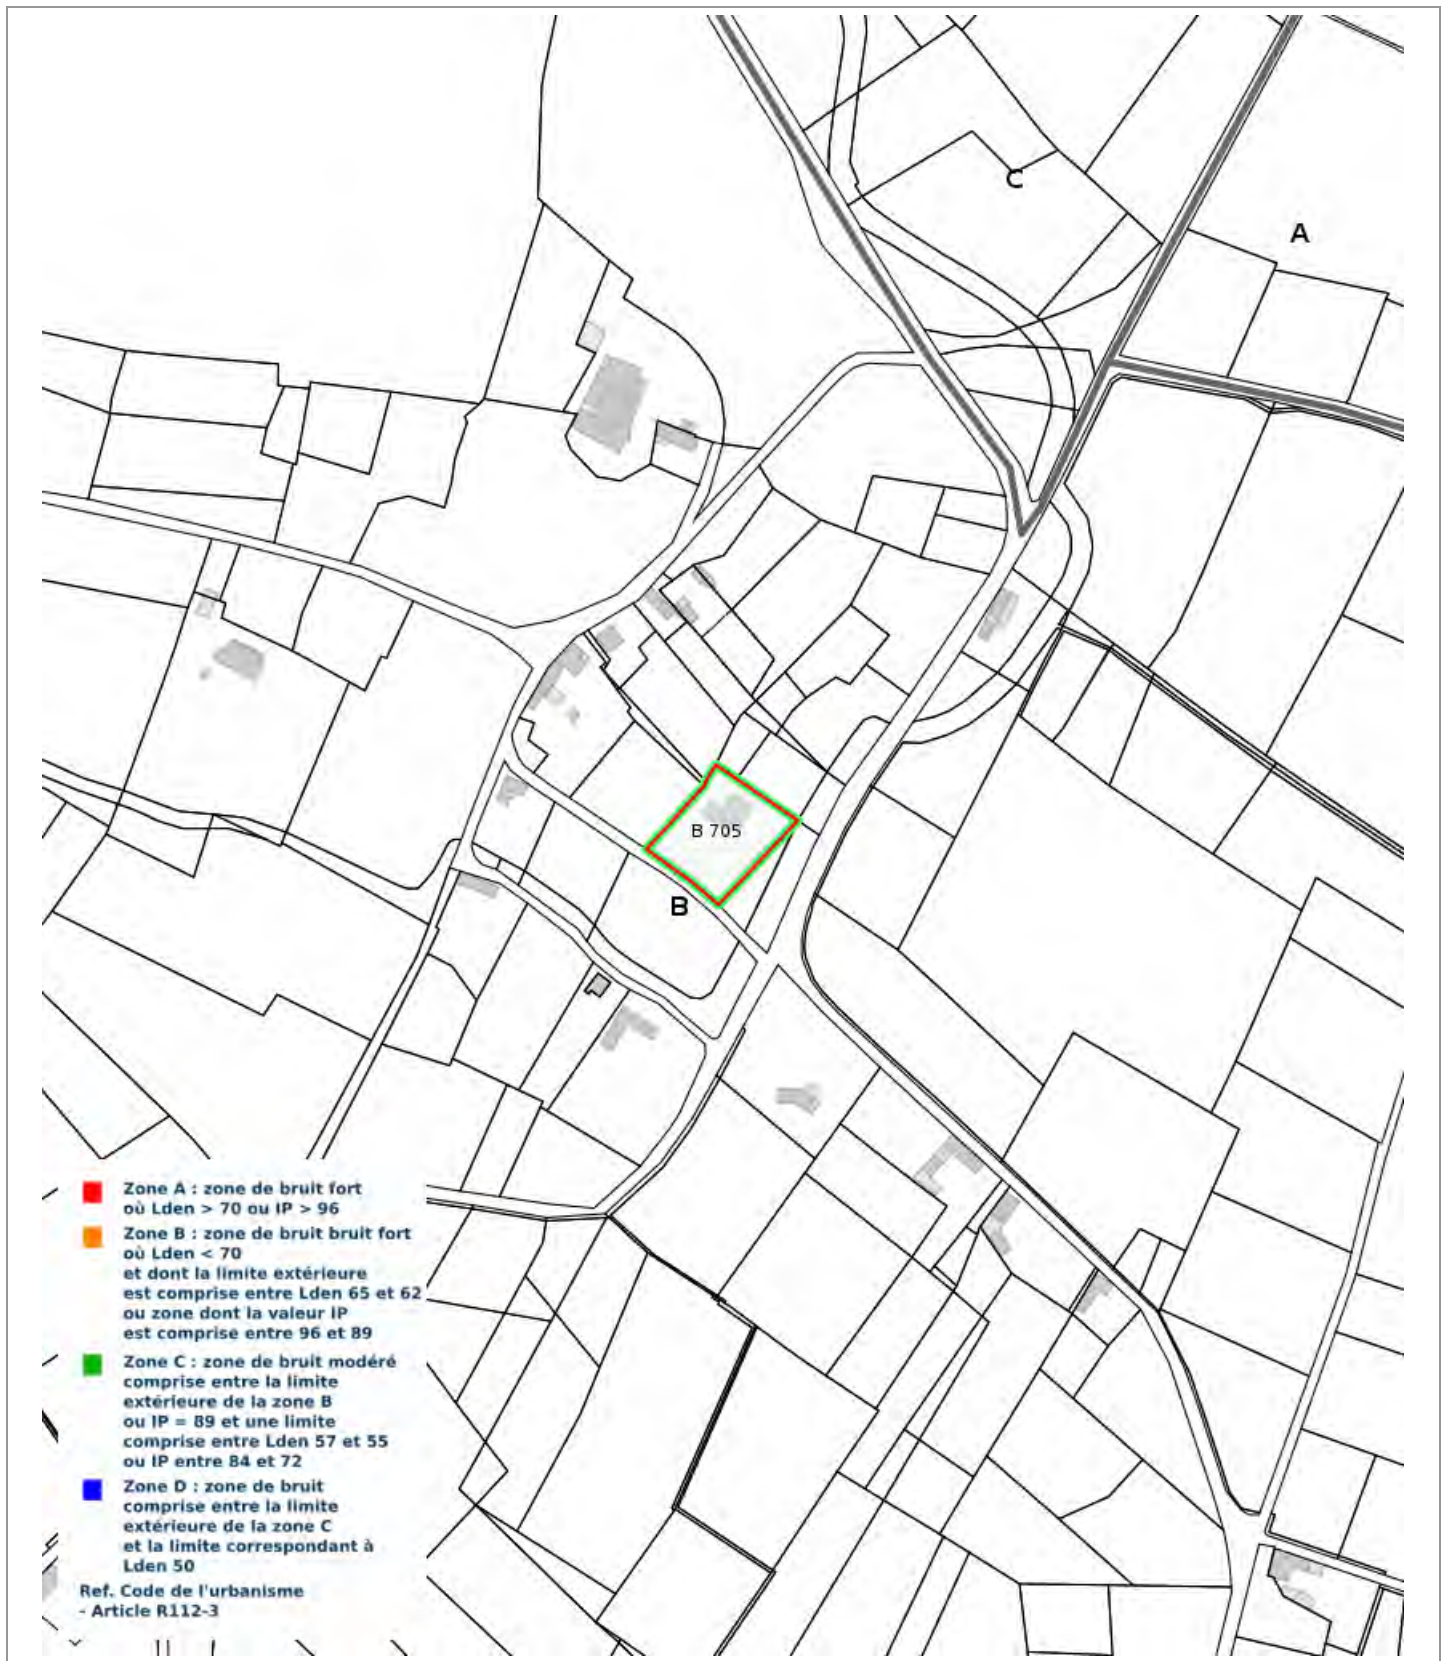 C
A
B 705
B
Zone A : zone de bruit fort
où Lden > 70 ou IP > 96
Zone B : zone de bruit bruit fort
où Lden < 70
et dont la limite extérieure
est comprise entre Lden 65 et 62
ou zone dont la valeur IP
est comprise entre 96 et 89
Zone C : zone de bruit modéré
comprise entre la limite
extérieure de la zone B
ou IP = 89 et une limite
comprise entre Lden 57 et 55
ou IP entre 84 et 72
Zone D : zone de bruit
comprise entre la limite
extérieure de la zone C
et la limite correspondant à
Lden 50
Ref. Code de l'urbanisme
- Article R112-3